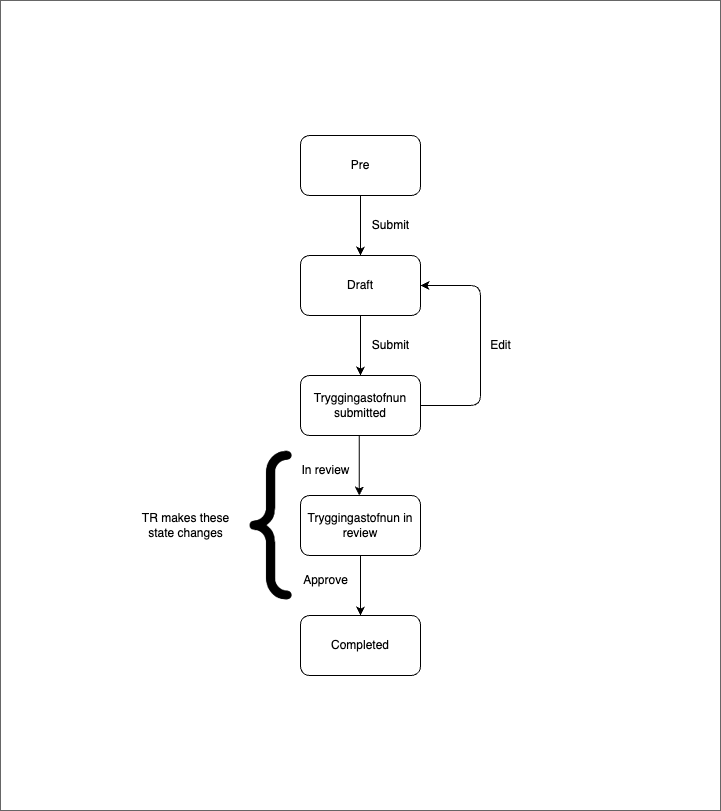 Pre
Submit
Draft
Submit
Edit
Tryggingastofnun
submitted
In review
TR makes these
state changes
Tryggingastofnun in
review
Approve
Completed